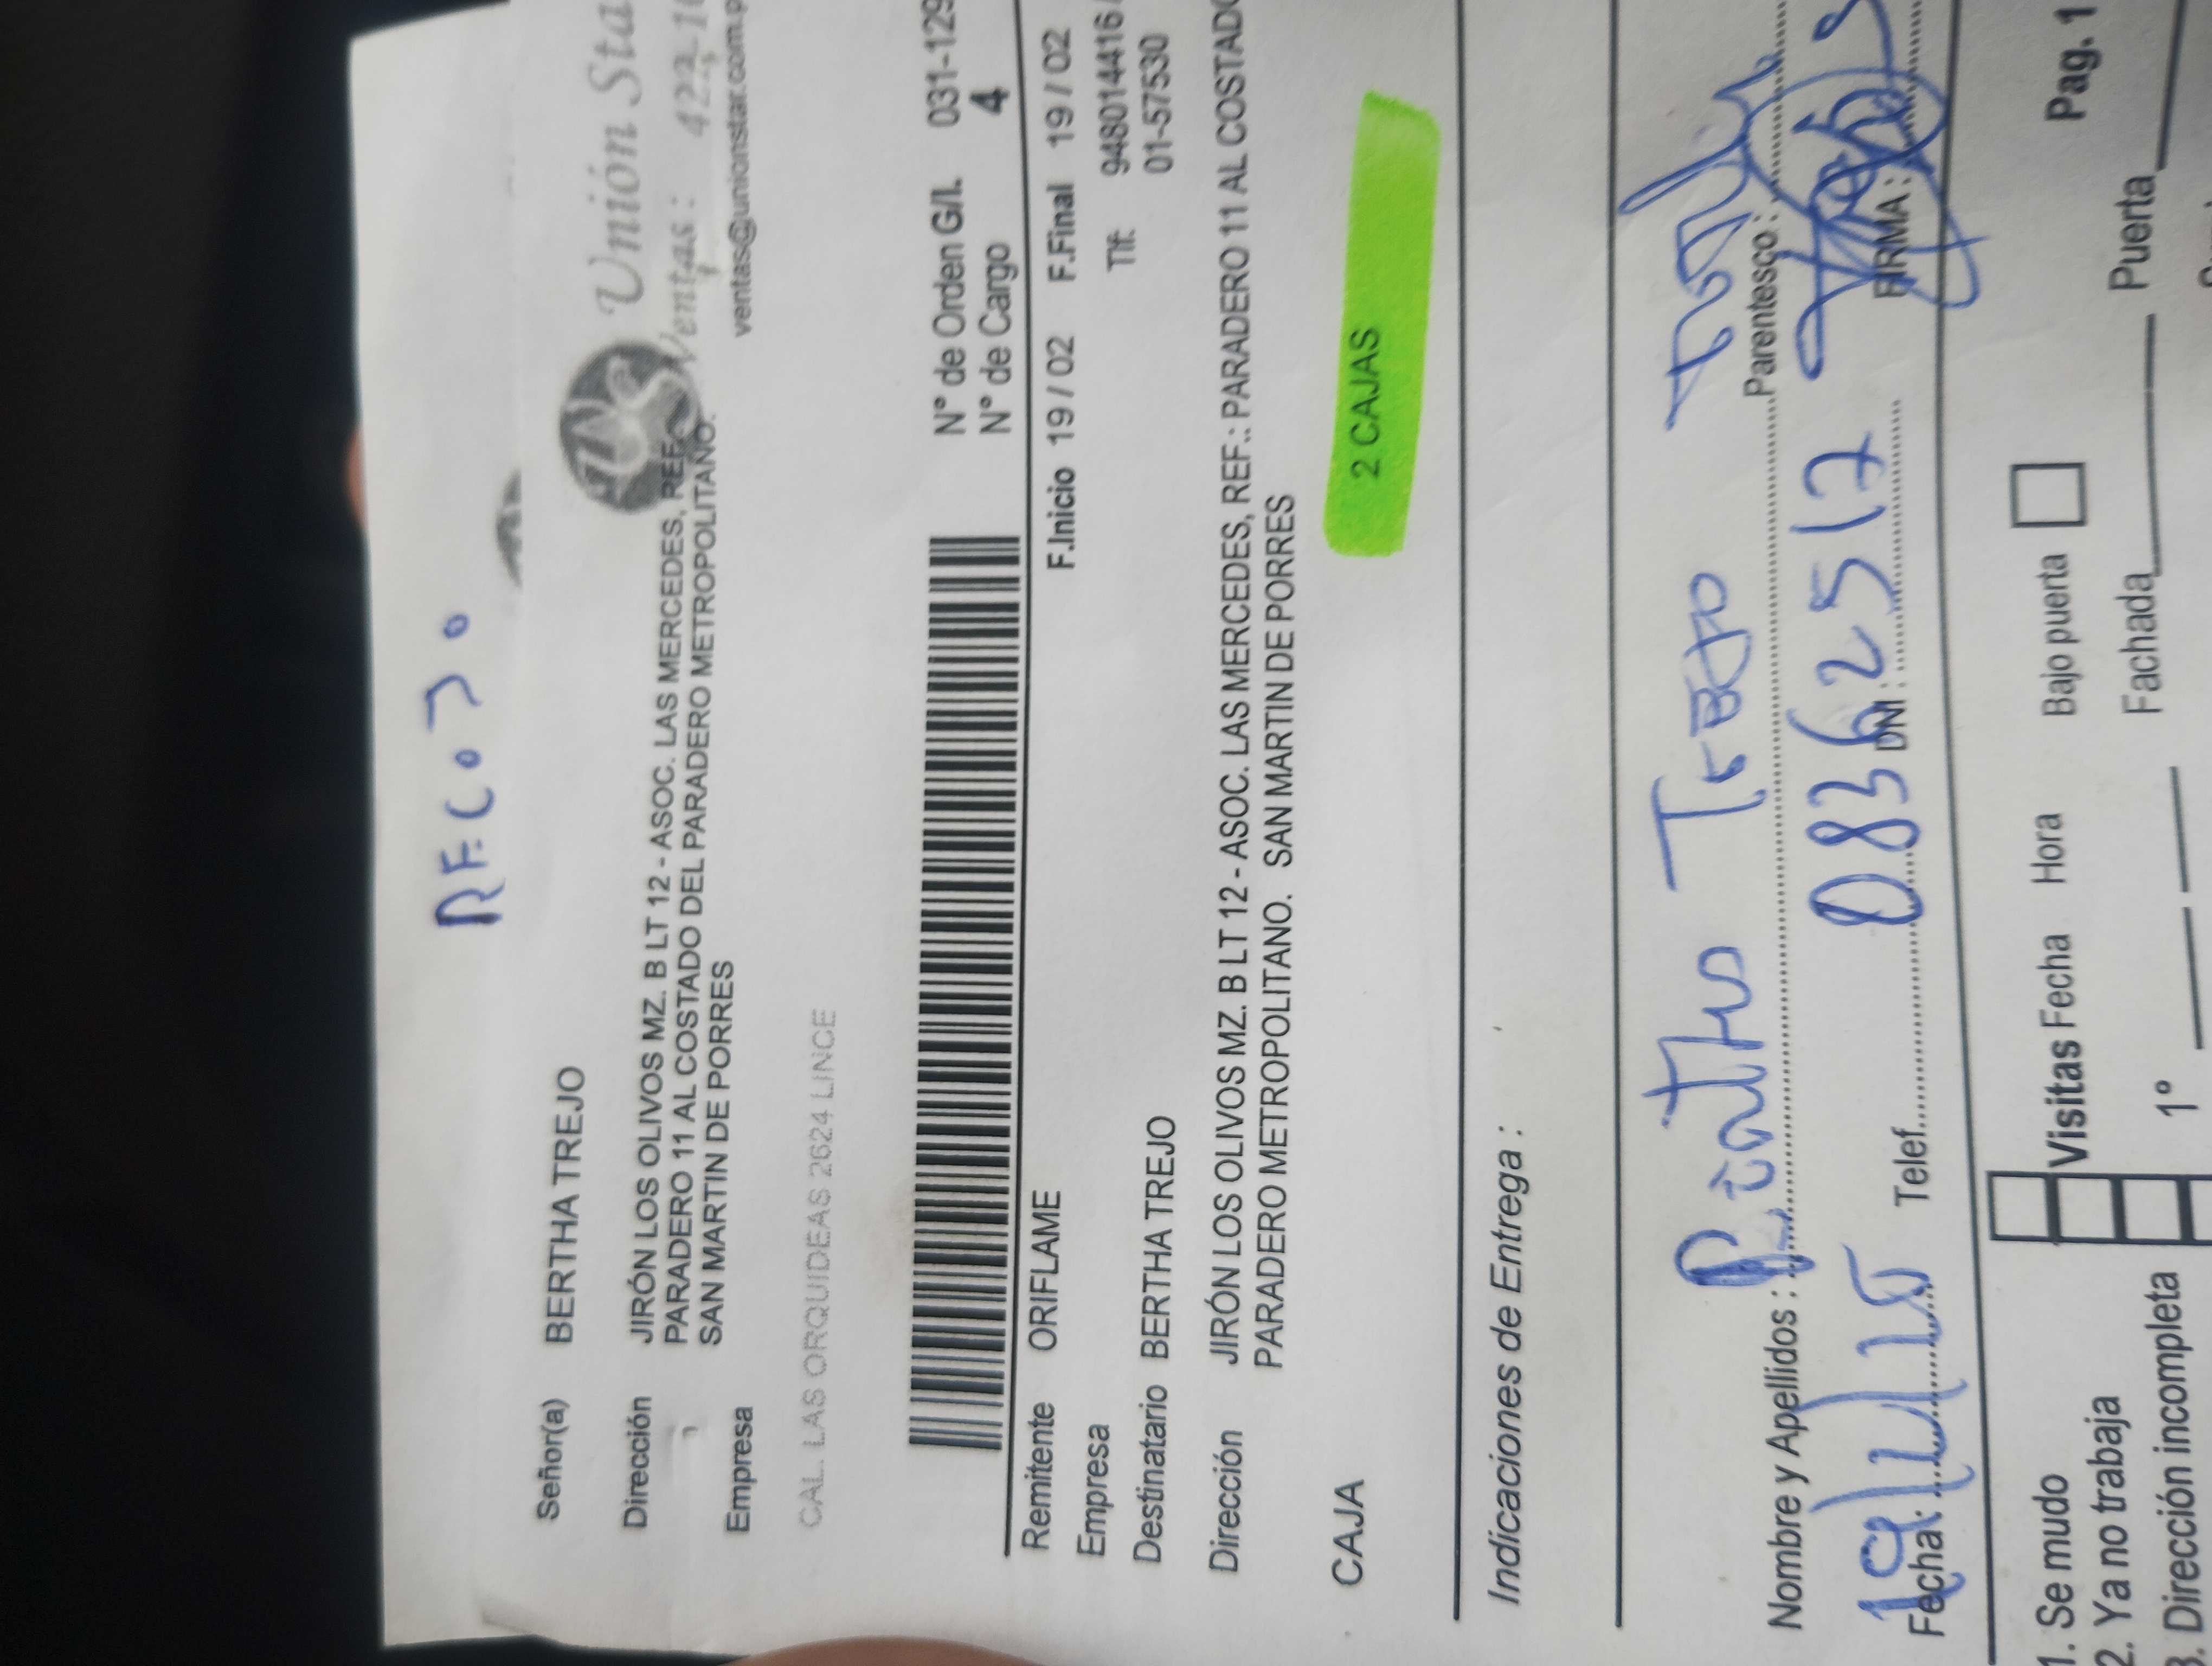 RECOJO
Unión Sta
Ventas: 422-1
ventas@unionstar.com.p
Señor(a) BERTHA TREJO
Dirección JIRÓN LOS OLIVOS MZ. B LT 12 - ASOC. LAS MERCEDES, REF.:
PARADERO 11 AL COSTADO DEL PARADERO METROPOLITANO.
SAN MARTIN DE PORRES
Empresa
CAL. LAS ORQUIDEAS 2624 LINCE
N° de Orden G/L 031-129
N° de Cargo 4
Remitente ORIFLAME F.Inicio 19 / 02 F.Final 19 / 02
Empresa Tlf: 948014416 /
01-57530
Destinatario BERTHA TREJO
Dirección JIRÓN LOS OLIVOS MZ. B LT 12 - ASOC. LAS MERCEDES, REF.: PARADERO 11 AL COSTADO
PARADERO METROPOLITANO. SAN MARTIN DE PORRES
CAJA 2 CAJAS
Indicaciones de Entrega :
Nombre y Apellidos : Trejo Parentesco :
Fecha : Telef. DNI : 08362517 FIRMA :
1. Se mudo Visitas Fecha Hora Bajo puerta Pag. 1
2. Ya no trabaja
3. Dirección incompleta 1° Fachada Puerta